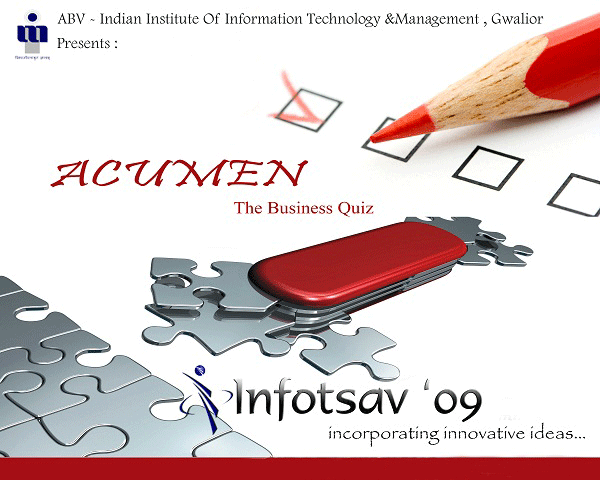 ABV - Indian Institute Of Information Technology &Management , Gwalior
Presents :
ACUMEN
The Business Quiz
Infotsav '09
incorporating innovative ideas...